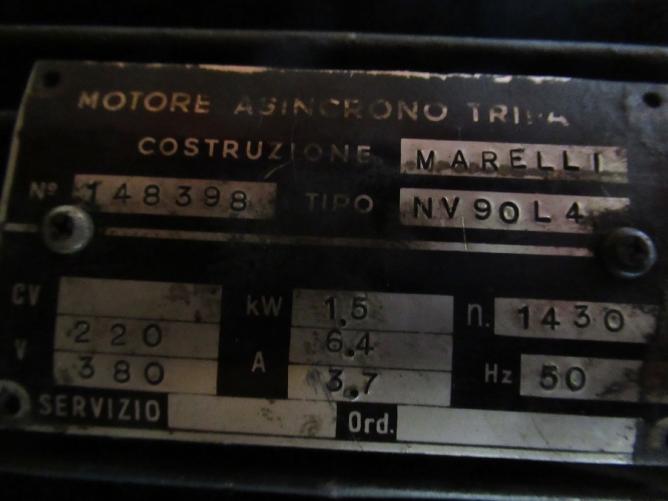 MOTORE ASINCRONO
COSTRUZIONE MARELLI
Nº 148398 TIPO NV90L4
CV kW 1.5 n. 1430
V 220 A 6.4
380 3.7 Hz 50
SERVIZIO Ord.